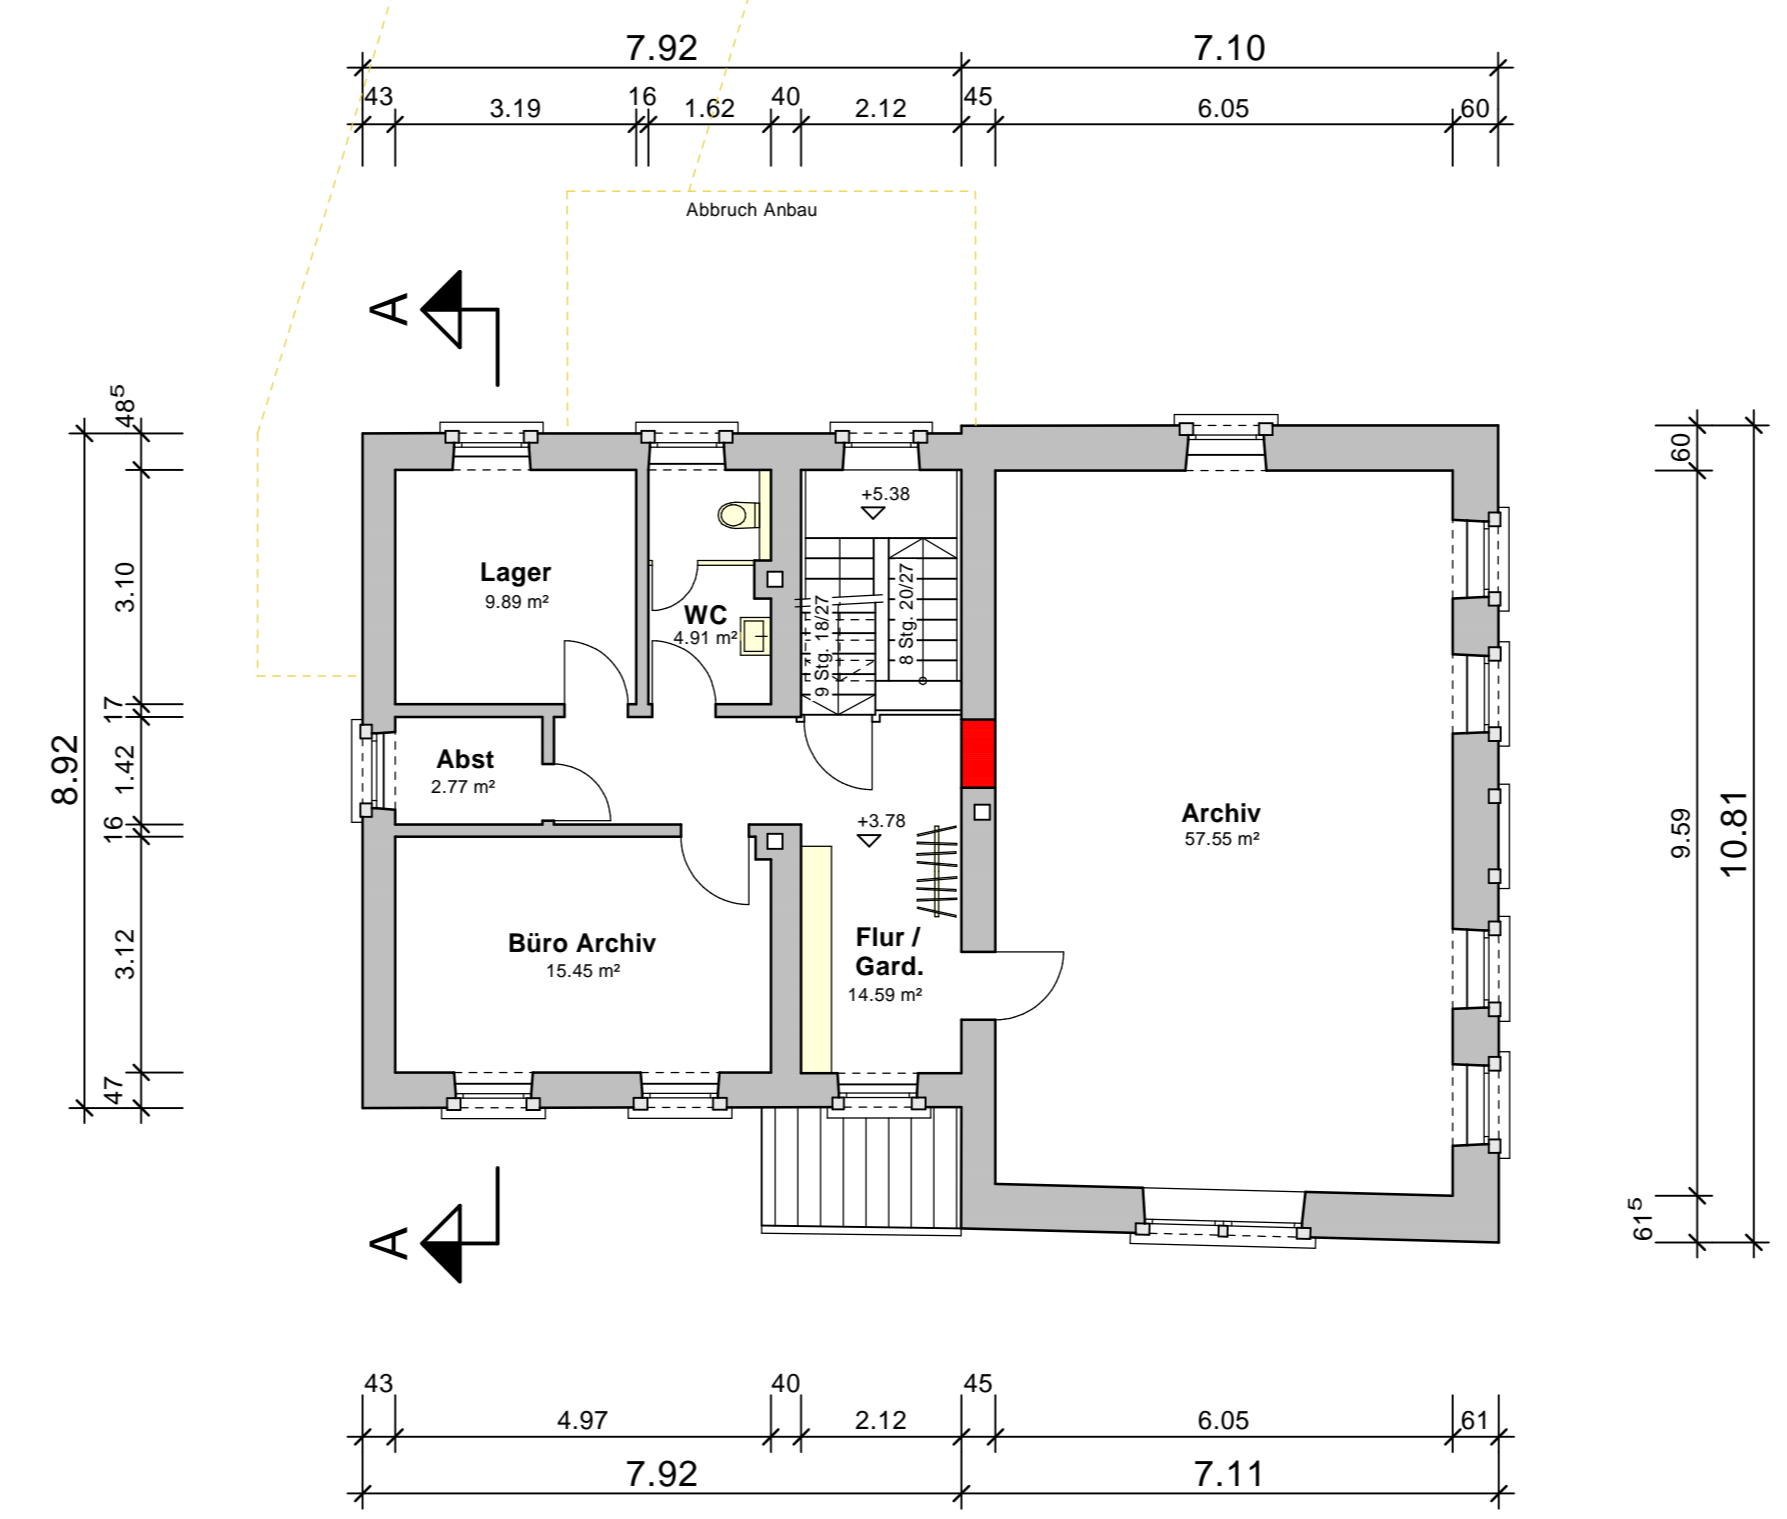 7.92 7.10
43 3.19 16 1.62 40 2.12 45 6.05 60
Abbruch Anbau
A
48⁵
3.10
17
1.42
16
3.12
47
8.92
+5.38
9 Stg. 18/27
8 Stg. 20/27
Lager
9.89 m²
WC
4.91 m²
Abst
2.77 m²
+3.78
Archiv
57.55 m²
Büro Archiv
15.45 m²
Flur /
Gard.
14.59 m²
60
9.59
61⁵
10.81
A
43 4.97 40 2.12 45 6.05 61
7.92 7.11